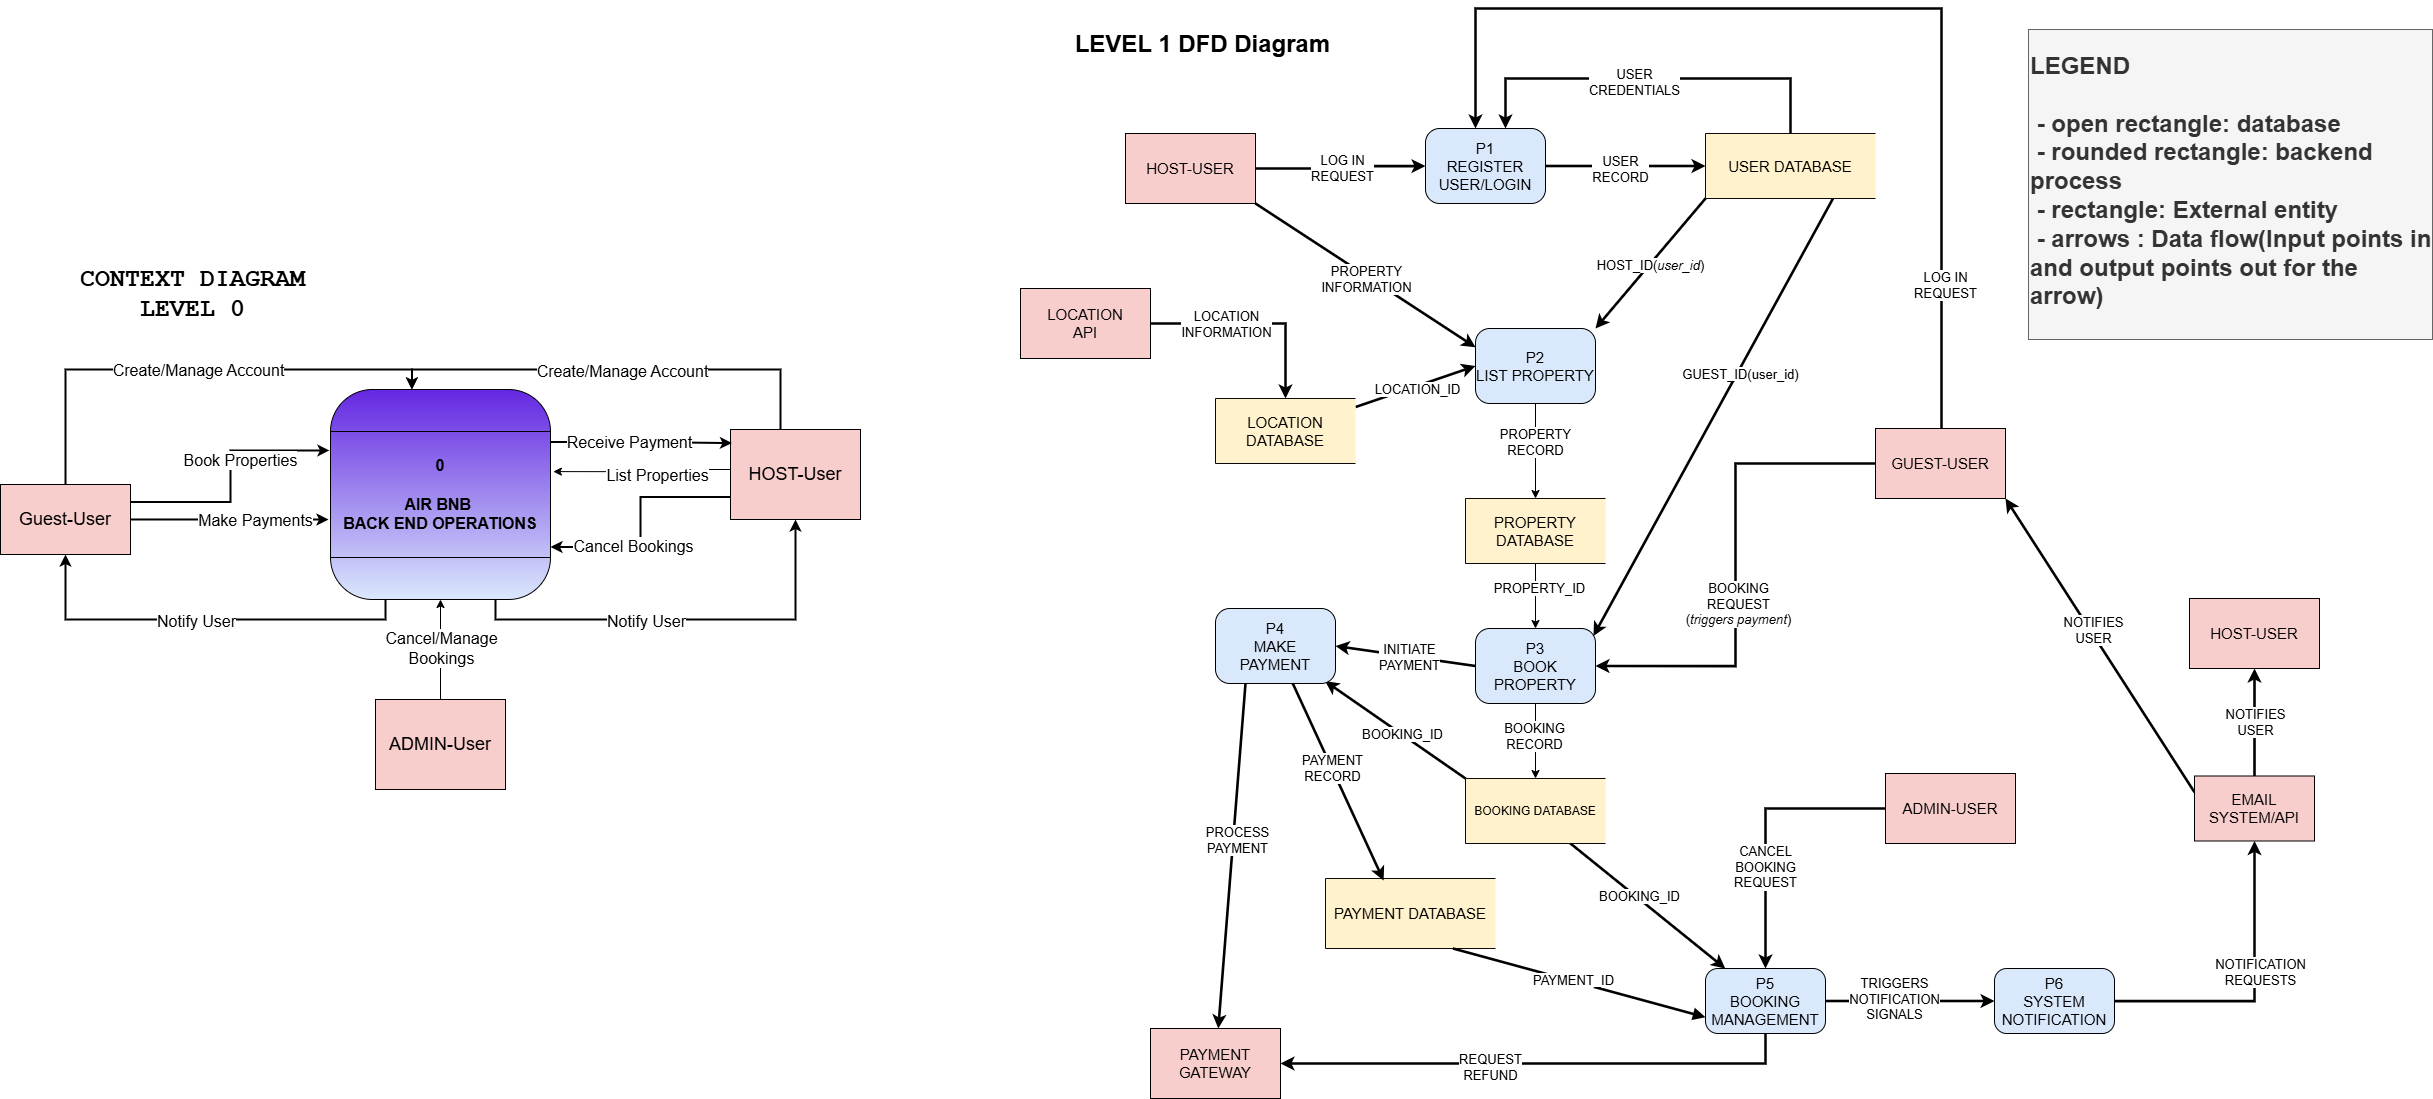 CONTEXT DIAGRAM
LEVEL 0
Create/Manage Account
Create/Manage Account
Book Properties
Make Payments
Guest-User
0
AIR BNB
BACK END OPERATIONS
Receive Payment
List Properties
Cancel Bookings
HOST-User
Notify User
Notify User
Cancel/Manage
Bookings
ADMIN-User
LEVEL 1 DFD Diagram
USER
CREDENTIALS
HOST-USER
LOG IN
REQUEST
P1
REGISTER
USER/LOGIN
USER
RECORD
USER DATABASE
PROPERTY
INFORMATION
HOST_ID(user_id)
LOG IN
REQUEST
LOCATION
API
LOCATION
INFORMATION
P2
LIST PROPERTY
LOCATION_ID
GUEST_ID(user_id)
LOCATION
DATABASE
PROPERTY
RECORD
GUEST-USER
PROPERTY
DATABASE
PROPERTY_ID
BOOKING
REQUEST
(triggers payment)
P4
MAKE
PAYMENT
INITIATE
PAYMENT
P3
BOOK
PROPERTY
NOTIFIES
USER
HOST-USER
BOOKING_ID
BOOKING
RECORD
NOTIFIES
USER
PAYMENT
RECORD
BOOKING DATABASE
ADMIN-USER
EMAIL
SYSTEM/API
PROCESS
PAYMENT
CANCEL
BOOKING
REQUEST
BOOKING_ID
PAYMENT DATABASE
PAYMENT_ID
P5
BOOKING
MANAGEMENT
TRIGGERS
NOTIFICATION
SIGNALS
P6
SYSTEM
NOTIFICATION
NOTIFICATION
REQUESTS
PAYMENT
GATEWAY
REQUEST
REFUND
LEGEND
- open rectangle: database
- rounded rectangle: backend
process
- rectangle: External entity
- arrows : Data flow(Input points in
and output points out for the
arrow)